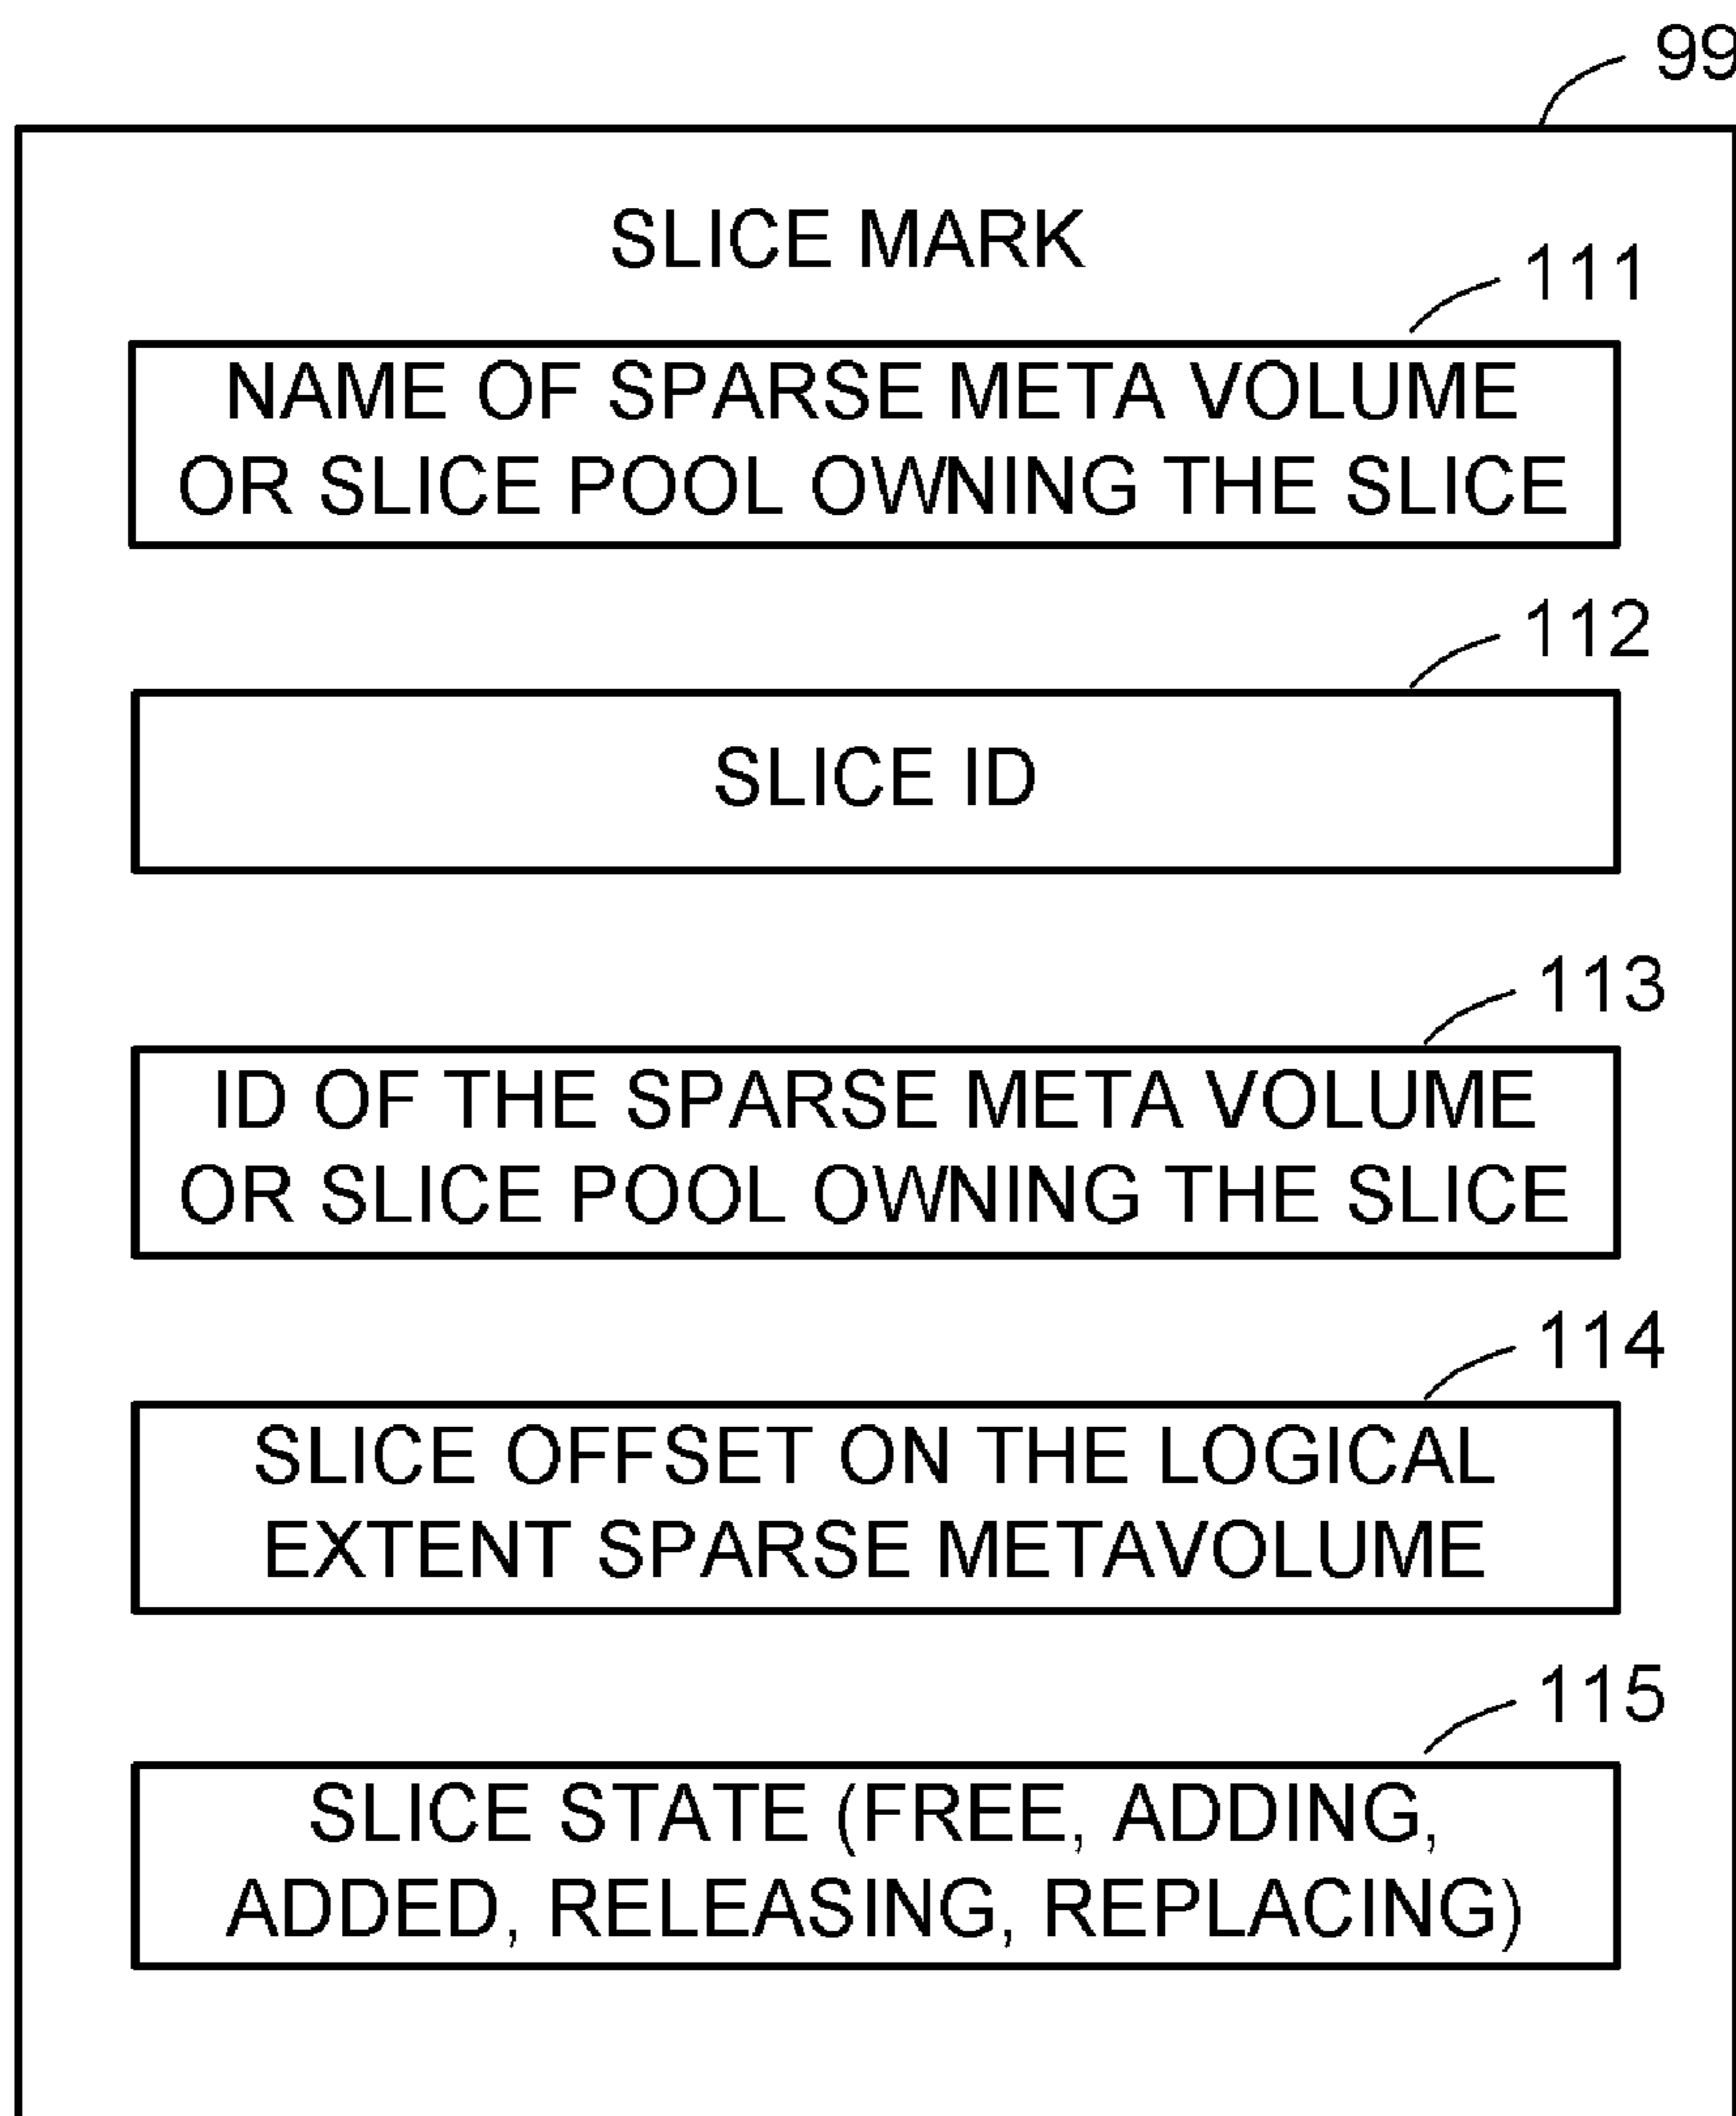 99
SLICE MARK
111
NAME OF SPARSE META VOLUME
OR SLICE POOL OWNING THE SLICE
112
SLICE ID
113
ID OF THE SPARSE META VOLUME
OR SLICE POOL OWNING THE SLICE
114
SLICE OFFSET ON THE LOGICAL
EXTENT SPARSE METAVOLUME
115
SLICE STATE (FREE, ADDING,
ADDED, RELEASING, REPLACING)